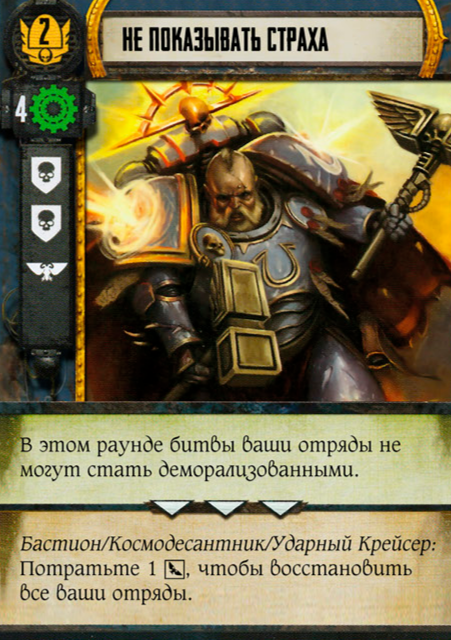 2
НЕ ПОКАЗЫВАТЬ СТРАХА
4
В этом раунде битвы ваши отряды не
могут стать деморализованными.
Бастион/Космодесантник/Ударный Крейсер:
Потратьте 1 , чтобы восстановить
все ваши отряды.